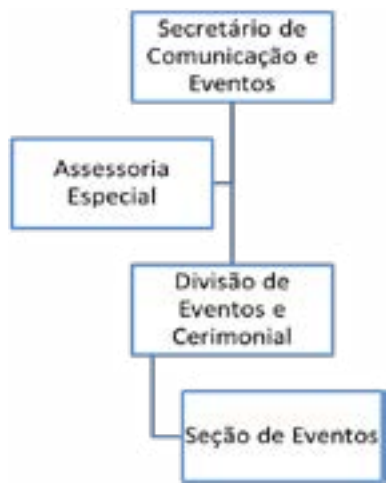 Secretário de
Comunicação e
Eventos
Assessoria
Especial
Divisão de
Eventos e
Cerimonial
Seção de Eventos